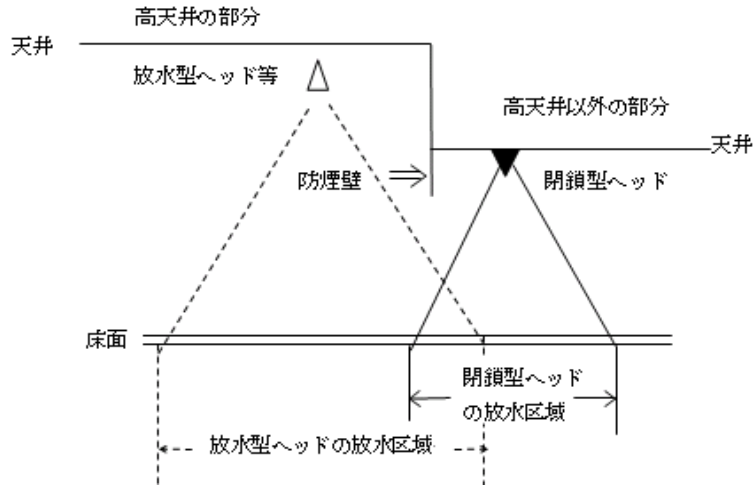 高天井の部分
天井
放水型ヘッド等
高天井以外の部分
天井
防煙壁
閉鎖型ヘッド
床面
閉鎖型ヘッド
の放水区域
放水型ヘッドの放水区域